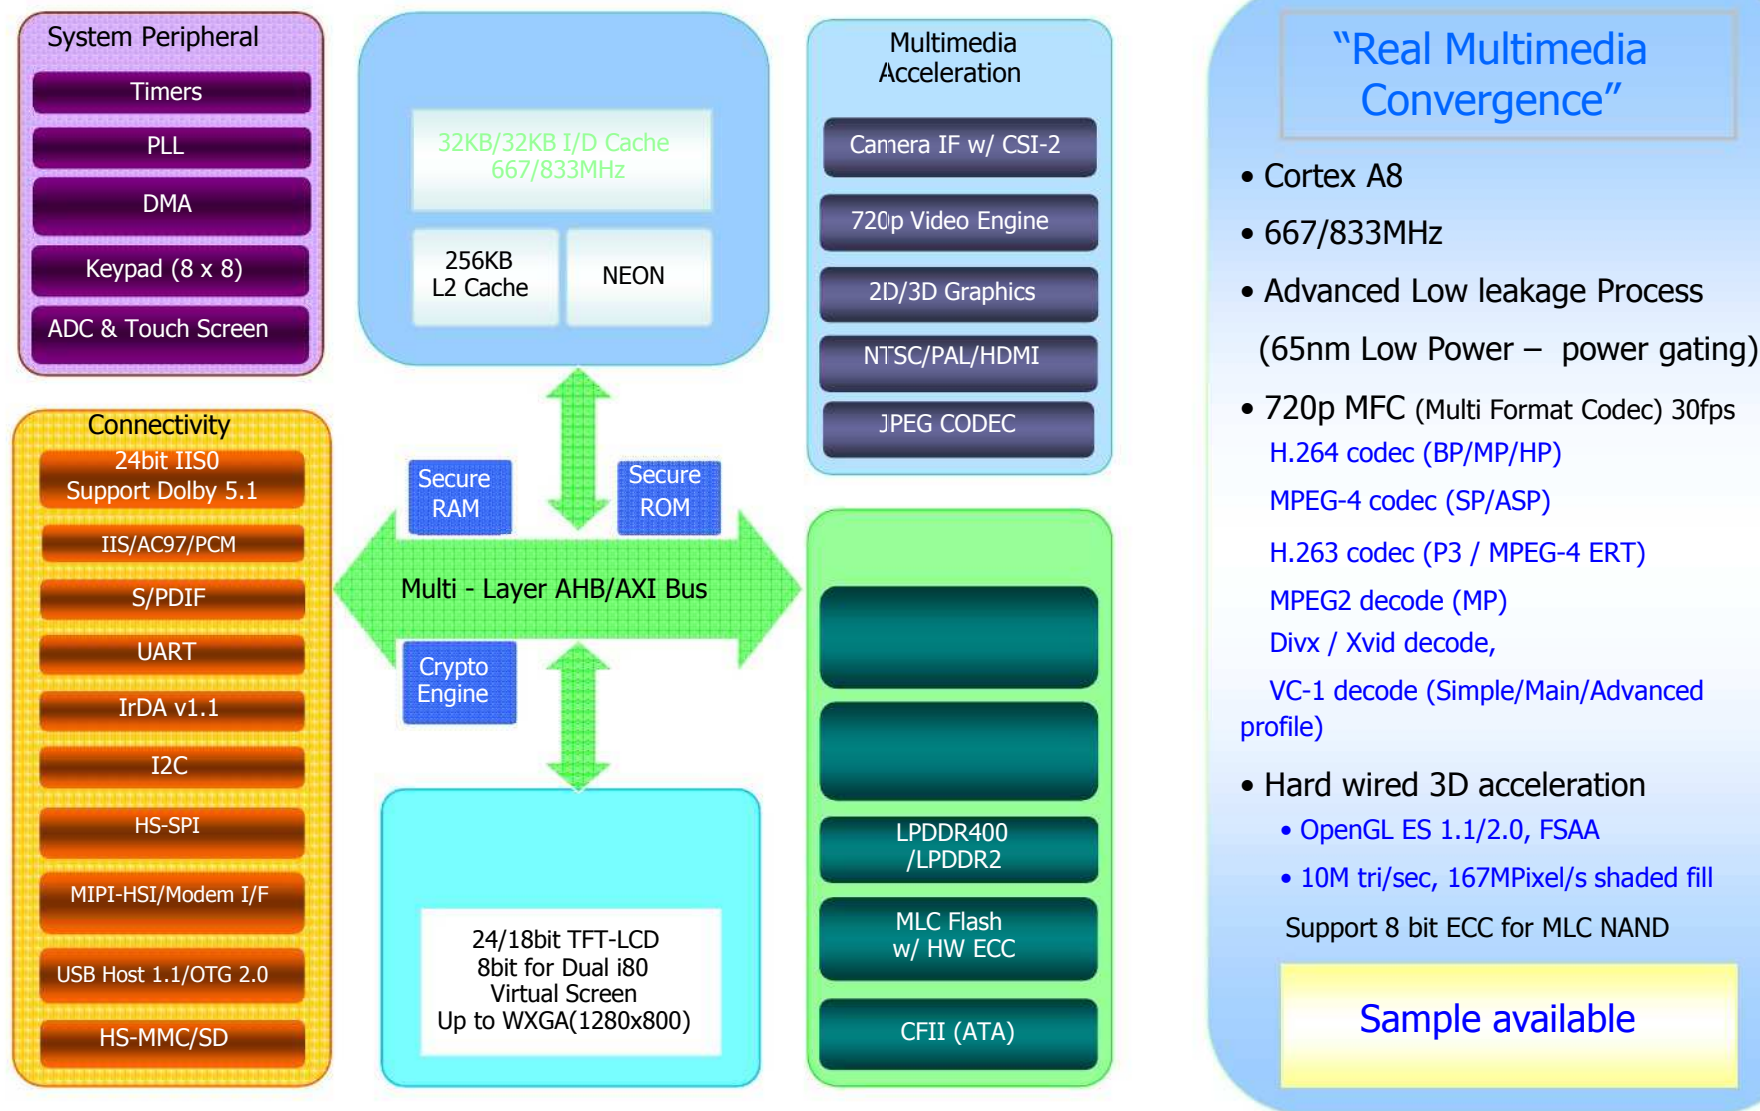 System Peripheral
Timers
PLL
DMA
Keypad (8 x 8)
ADC & Touch Screen
Connectivity
24bit IIS0
Support Dolby 5.1
IIS/AC97/PCM
S/PDIF
UART
IrDA v1.1
I2C
HS-SPI
MIPI-HSI/Modem I/F
USB Host 1.1/OTG 2.0
HS-MMC/SD
32KB/32KB I/D Cache
667/833MHz
256KB
L2 Cache
NEON
Secure
RAM
Secure
ROM
Multi - Layer AHB/AXI Bus
Crypto
Engine
24/18bit TFT-LCD
8bit for Dual i80
Virtual Screen
Up to WXGA(1280x800)
Multimedia
Acceleration
Camera IF w/ CSI-2
720p Video Engine
2D/3D Graphics
NTSC/PAL/HDMI
JPEG CODEC
LPDDR400
/LPDDR2
MLC Flash
w/ HW ECC
CFII (ATA)
“Real Multimedia
Convergence”
• Cortex A8
• 667/833MHz
• Advanced Low leakage Process
(65nm Low Power – power gating)
• 720p MFC (Multi Format Codec) 30fps
H.264 codec (BP/MP/HP)
MPEG-4 codec (SP/ASP)
H.263 codec (P3 / MPEG-4 ERT)
MPEG2 decode (MP)
Divx / Xvid decode,
VC-1 decode (Simple/Main/Advanced
profile)
• Hard wired 3D acceleration
• OpenGL ES 1.1/2.0, FSAA
• 10M tri/sec, 167MPixel/s shaded fill
Support 8 bit ECC for MLC NAND
Sample available